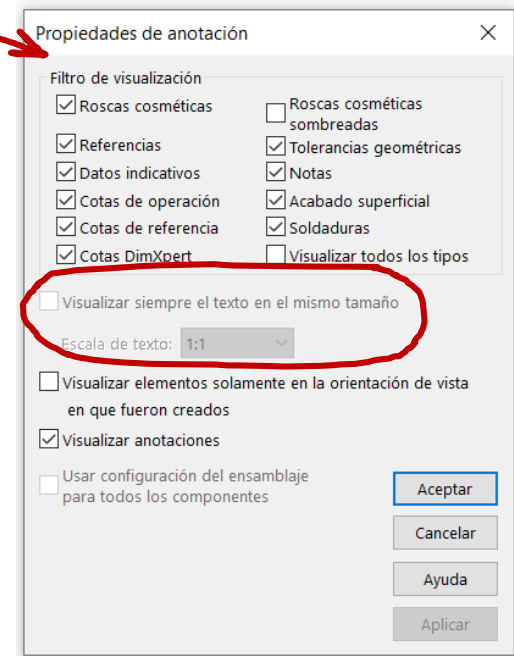 Propiedades de anotación
Filtro de visualización
Roscas cosméticas
Roscas cosméticas
sombreadas
Referencias
Tolerancias geométricas
Datos indicativos
Notas
Cotas de operación
Acabado superficial
Cotas de referencia
Soldaduras
Cotas DimXpert
Visualizar todos los tipos
Visualizar siempre el texto en el mismo tamaño
Escala de texto: 1:1
Visualizar elementos solamente en la orientación de vista
en que fueron creados
Visualizar anotaciones
Usar configuración del ensamblaje
para todos los componentes
Aceptar
Cancelar
Ayuda
Aplicar